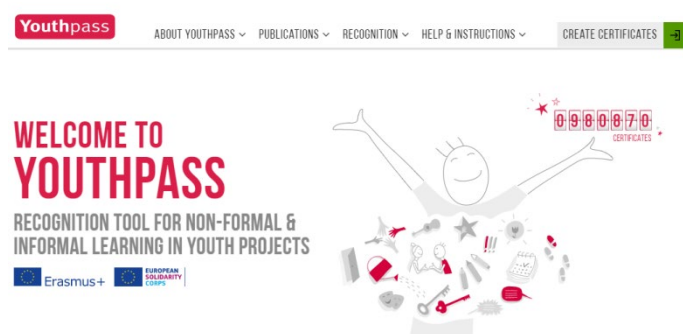 Youthpass
ABOUT YOUTHPASS PUBLICATIONS RECOGNITION HELP & INSTRUCTIONS CREATE CERTIFICATES
0980870
CERTIFICATES
WELCOME TO
YOUTHPASS
RECOGNITION TOOL FOR NON-FORMAL &
INFORMAL LEARNING IN YOUTH PROJECTS
Erasmus+
EUROPEAN
SOLIDARITY
CORPS